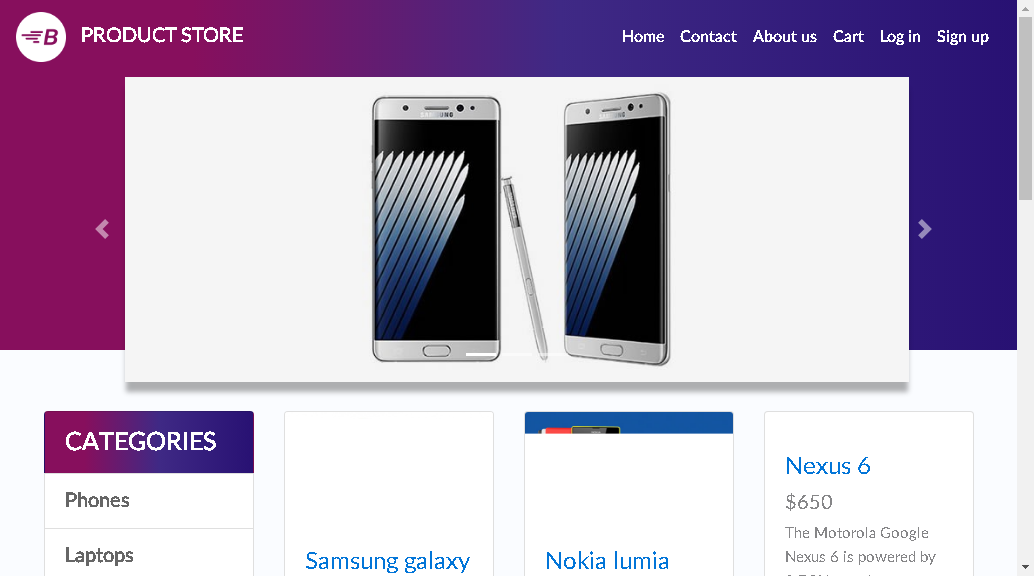 B
PRODUCT STORE
Home Contact About us Cart Log in Sign up
SAMSUNG
SAMSUNG
CATEGORIES
Phones
Laptops
Samsung galaxy
Nokia lumia
Nexus 6
$650
The Motorola Google
Nexus 6 is powered by